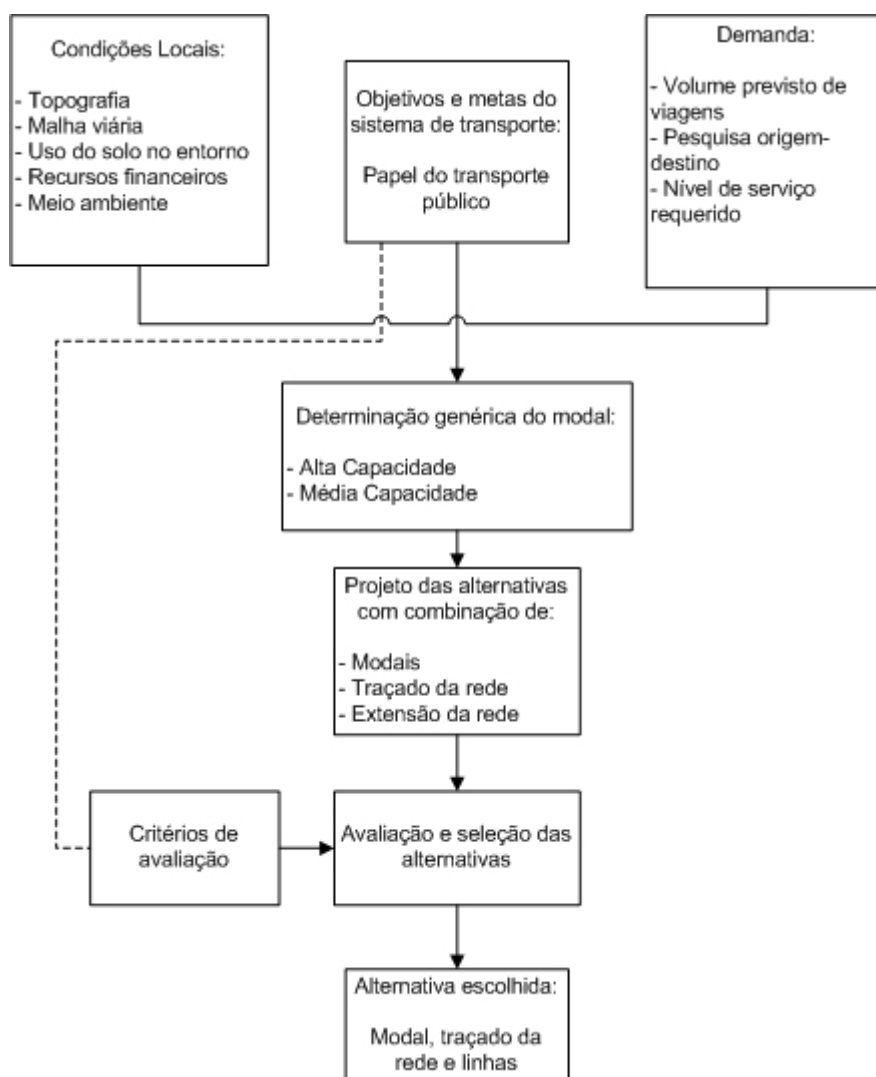 Condições Locais:
- Topografia
- Malha viária
- Uso do solo no entorno
- Recursos financeiros
- Meio ambiente
Objetivos e metas do
sistema de transporte:
Papel do transporte
público
Demanda:
- Volume previsto de
viagens
- Pesquisa origem-
destino
- Nível de serviço
requerido
Determinação genérica do modal:
- Alta Capacidade
- Média Capacidade
Projeto das alternativas
com combinação de:
- Modais
- Traçado da rede
- Extensão da rede
Critérios de
avaliação
Avaliação e seleção das
alternativas
Alternativa escolhida:
Modal, traçado da
rede e linhas